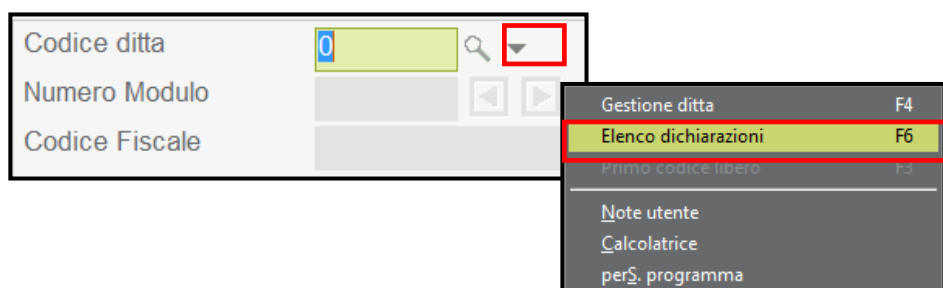 Codice ditta 0
Numero Modulo
Codice Fiscale
Gestione ditta F4
Elenco dichiarazioni F6
Primo codice libero F3
Note utente
Calcolatrice
perS. programma